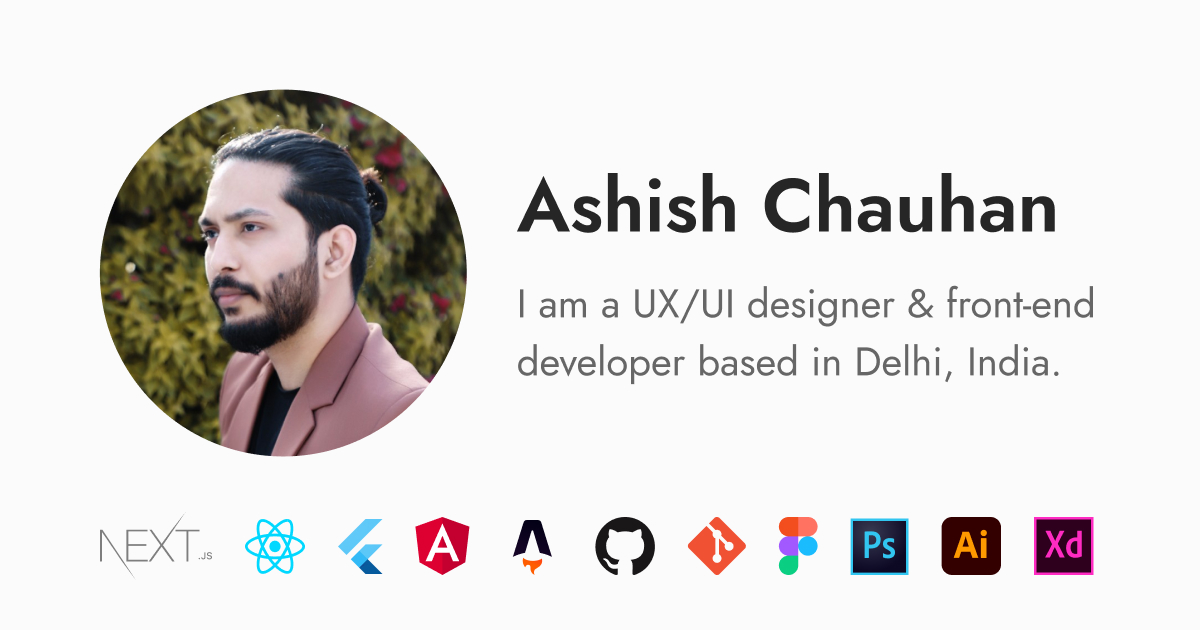 Ashish Chauhan
I am a UX/UI designer & front-end
developer based in Delhi, India.
NEXT.JS A Ps Ai Xd